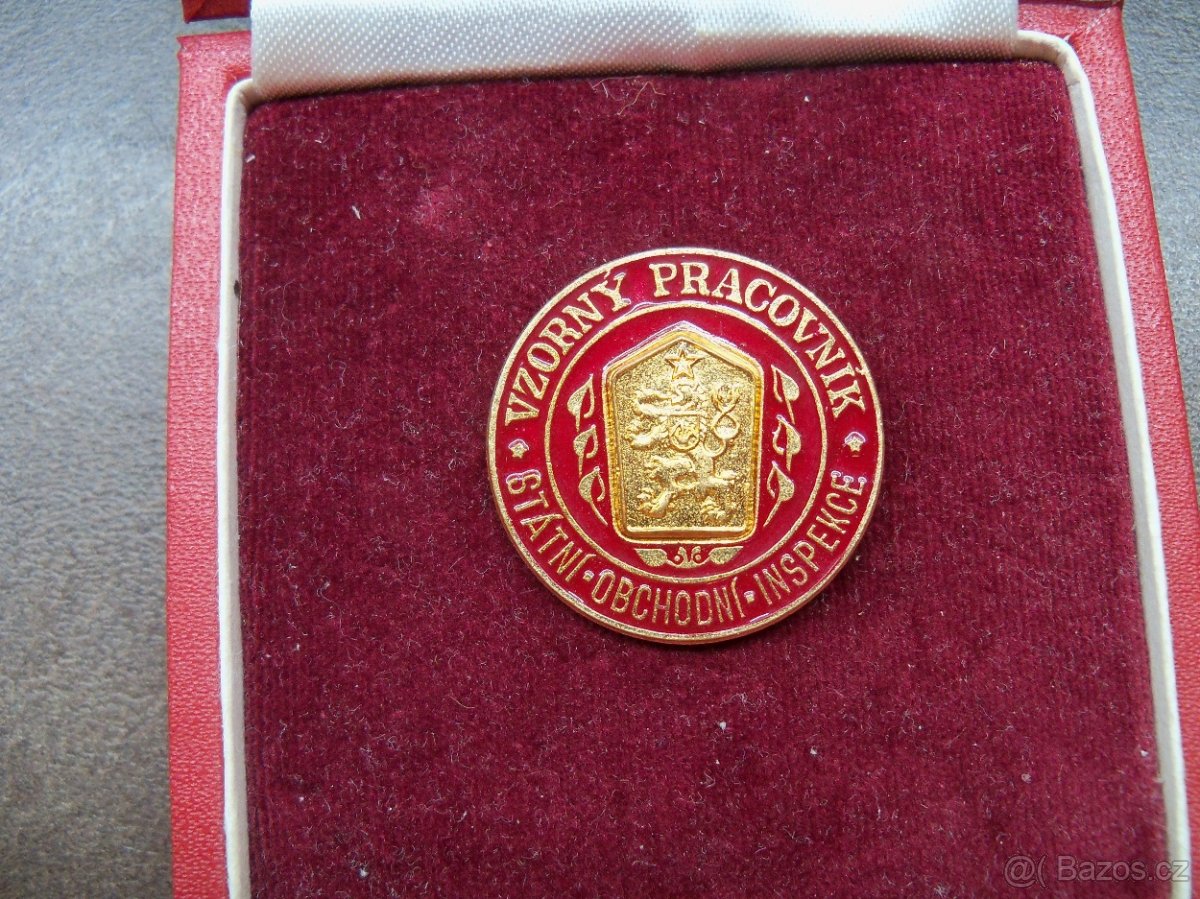 VZORNÝ PRACOVNÍK
STÁTNÍ-OBCHODNÍ-INSPEKCE
@( Bazos.cz